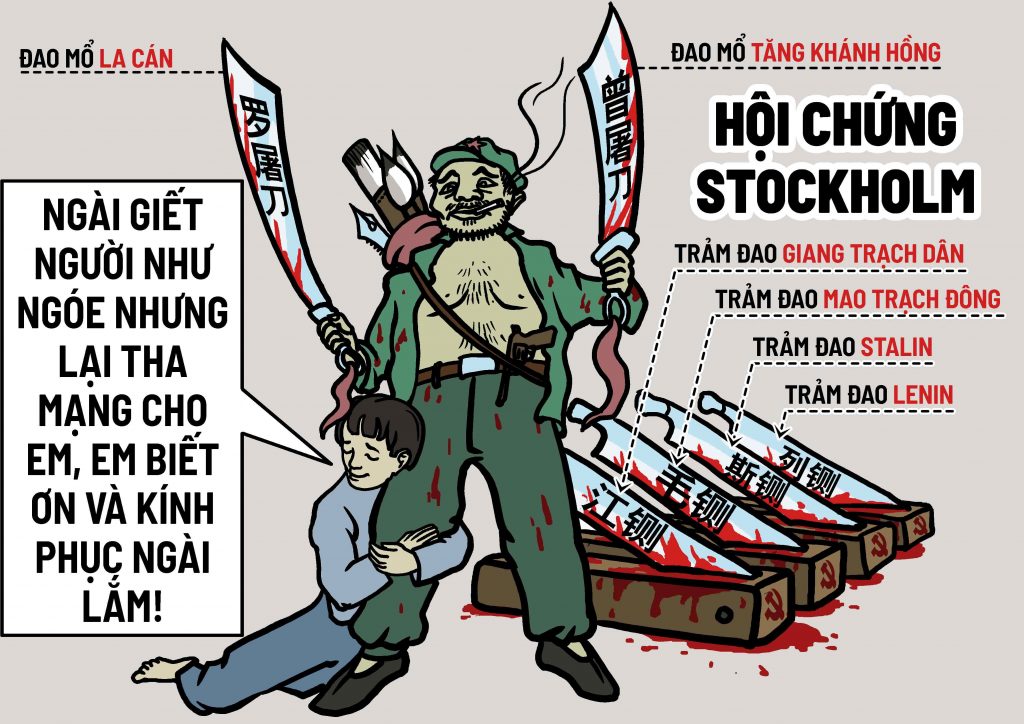 ĐAO MỔ LA CÁN
ĐAO MỔ TĂNG KHÁNH HỒNG
HỘI CHỨNG
STOCKHOLM
罗屠刀
曾屠刀
NGÀI GIẾT
NGƯỜI NHƯ
NGÓE NHƯNG
LẠI THA
MẠNG CHO
EM, EM BIẾT
ƠN VÀ KÍNH
PHỤC NGÀI
LẮM!
TRẢM ĐAO GIANG TRẠCH DÂN
TRẢM ĐAO MAO TRẠCH ĐÔNG
TRẢM ĐAO STALIN
TRẢM ĐAO LENIN
江铡
毛铡
斯铡
列铡